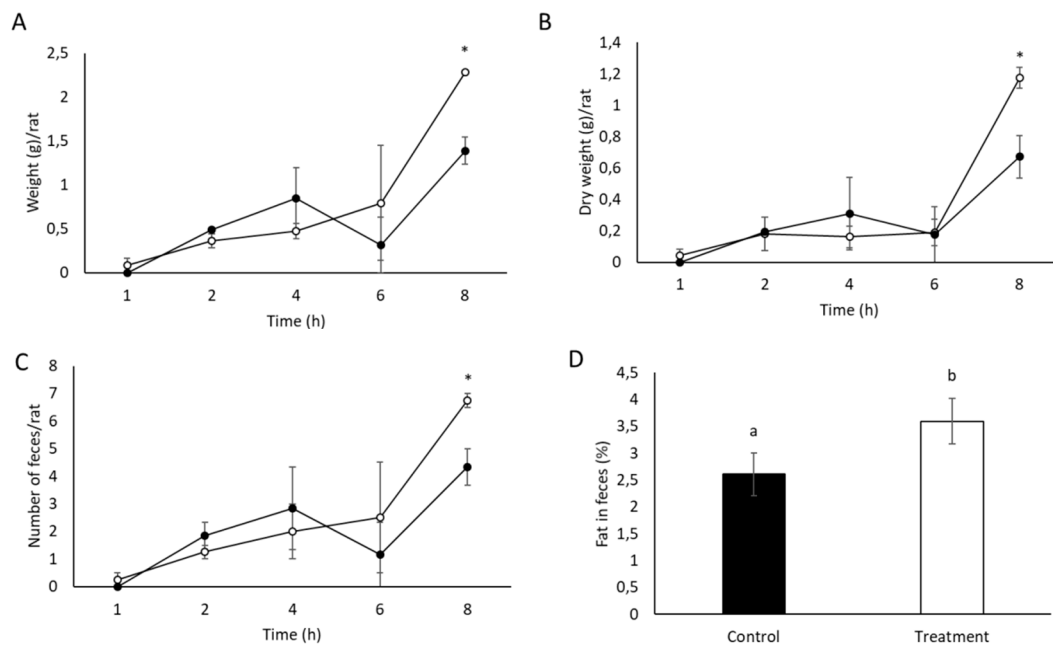 A
Weight (g)/rat
2,5
2
1,5
1
0,5
0
*
1 2 4 6 8
Time (h)
B
Dry weight (g)/rat
1,4
1,2
1
0,8
0,6
0,4
0,2
0
*
1 2 4 6 8
Time (h)
C
Number of feces/rat
8
7
6
5
4
3
2
1
0
*
1 2 4 6 8
Time (h)
D
Fat in feces (%)
4,5
4
3,5
3
2,5
2
1,5
1
0,5
0
a
b
Control Treatment